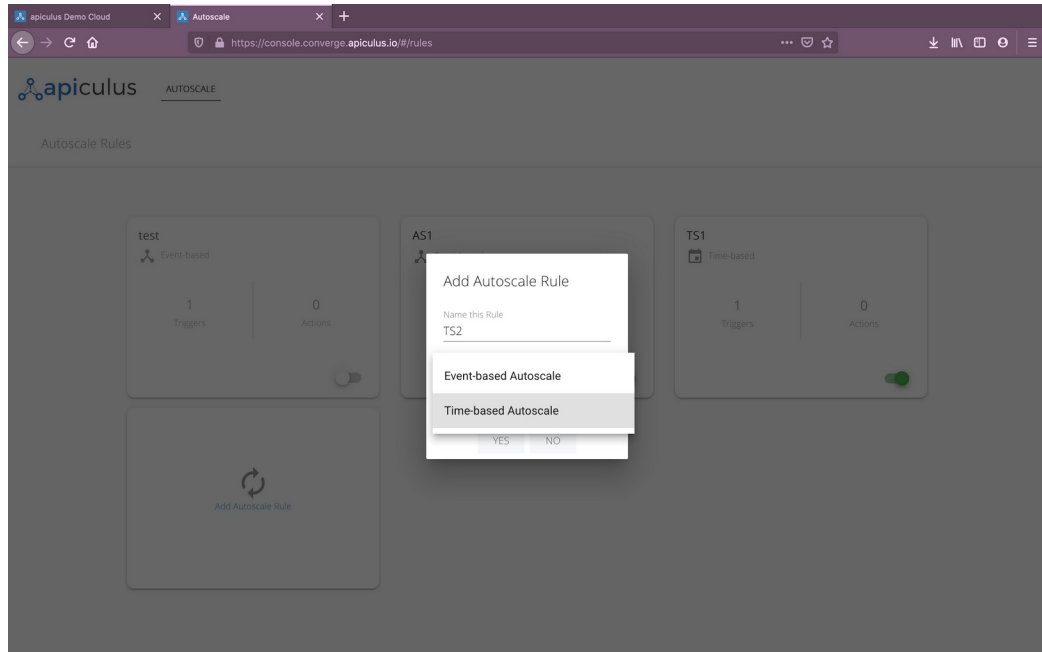 apiculus Demo Cloud
Autoscale
https://console.converge.apiculus.io/#/rules
apiculus
AUTOSCALE
Autoscale Rules
test
Event-based
1
0
Triggers
Actions
AS1
TS1
Time-based
1
0
Triggers
Actions
Add Autoscale Rule
Name this Rule
TS2
Event-based Autoscale
Time-based Autoscale
YES
NO
Add Autoscale Rule